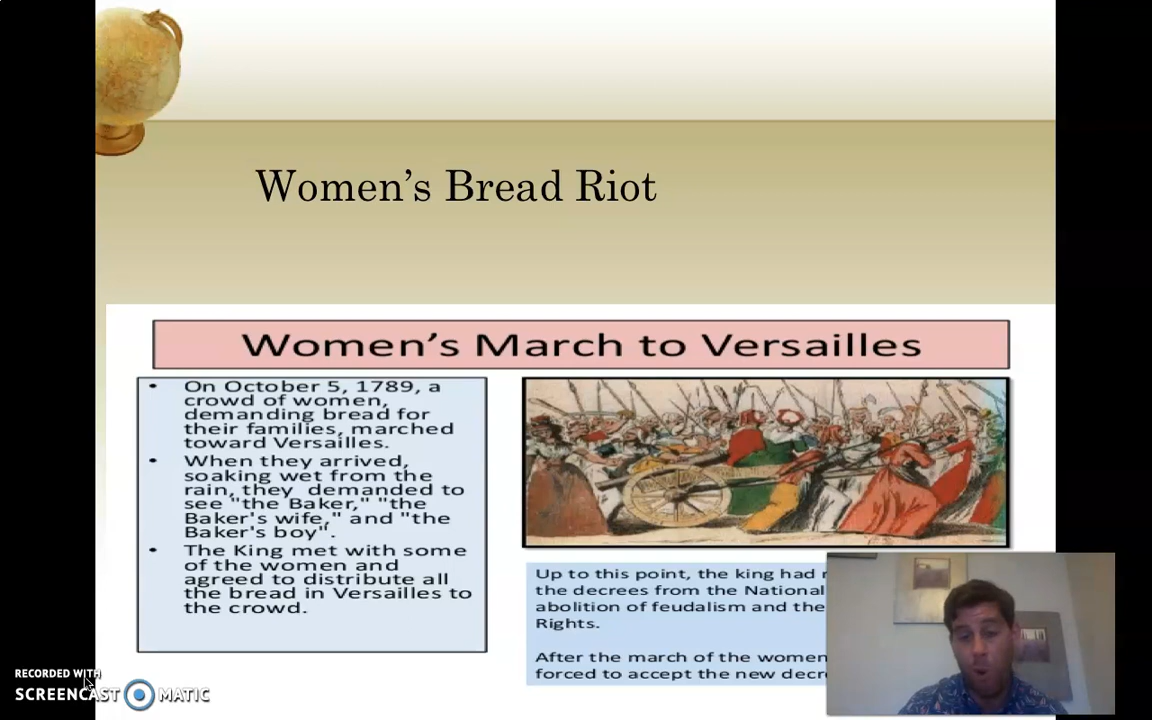 Women's Bread Riot
Women's March to Versailles
• On October 5, 1789, a
crowd of women,
demanding bread for
their families, marched
toward Versailles.
• When they arrived,
soaking wet from the
rain, they demanded to
see "the Baker," "the
Baker's wife," and "the
Baker's boy".
• The King met with some
of the women and
agreed to distribute all
the bread in Versailles to
the crowd.
Up to this point, the king had
the decrees from the National
abolition of feudalism and the
Rights.
After the march of the women
forced to accept the new
RECORDED WITH
SCREENCAST MATIC